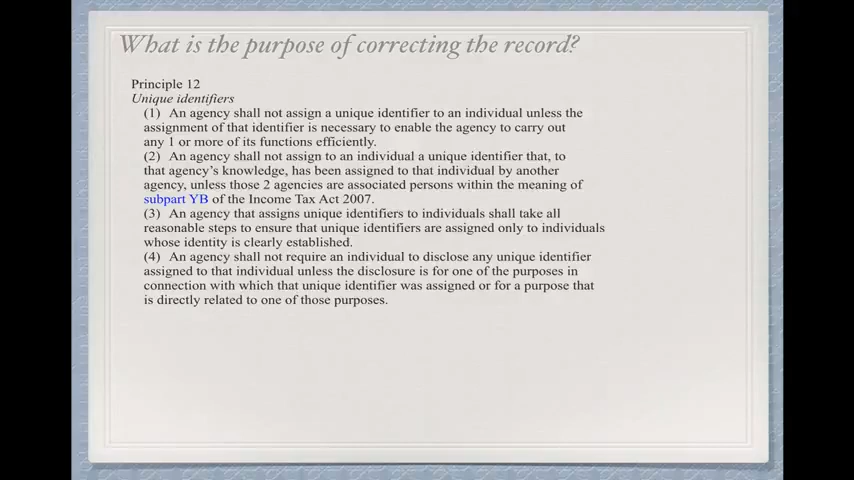 What is the purpose of correcting the record?
Principle 12
Unique identifiers
(1) An agency shall not assign a unique identifier to an individual unless the
assignment of that identifier is necessary to enable the agency to carry out
any 1 or more of its functions efficiently.
(2) An agency shall not assign to an individual a unique identifier that, to
that agency’s knowledge, has been assigned to that individual by another
agency, unless those 2 agencies are associated persons within the meaning of
subpart YB of the Income Tax Act 2007.
(3) An agency that assigns unique identifiers to individuals shall take all
reasonable steps to ensure that unique identifiers are assigned only to individuals
whose identity is clearly established.
(4) An agency shall not require an individual to disclose any unique identifier
assigned to that individual unless the disclosure is for one of the purposes in
connection with which that unique identifier was assigned or for a purpose that
is directly related to one of those purposes.